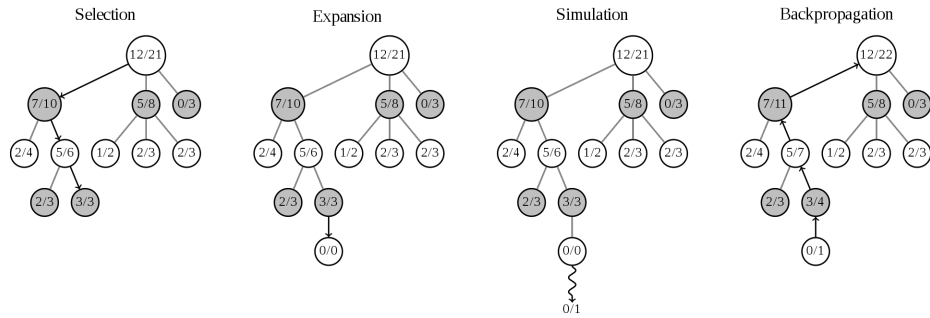 Selection
12/21
7/10 5/8 0/3
2/4 5/6 1/2 2/3 2/3
2/3 3/3
Expansion
12/21
7/10 5/8 0/3
2/4 5/6 1/2 2/3 2/3
2/3 3/3
0/0
Simulation
12/21
7/10 5/8 0/3
2/4 5/6 1/2 2/3 2/3
2/3 3/3
0/0
0/1
Backpropagation
12/22
7/11 5/8 0/3
2/4 5/7 1/2 2/3 2/3
2/3 3/4
0/1